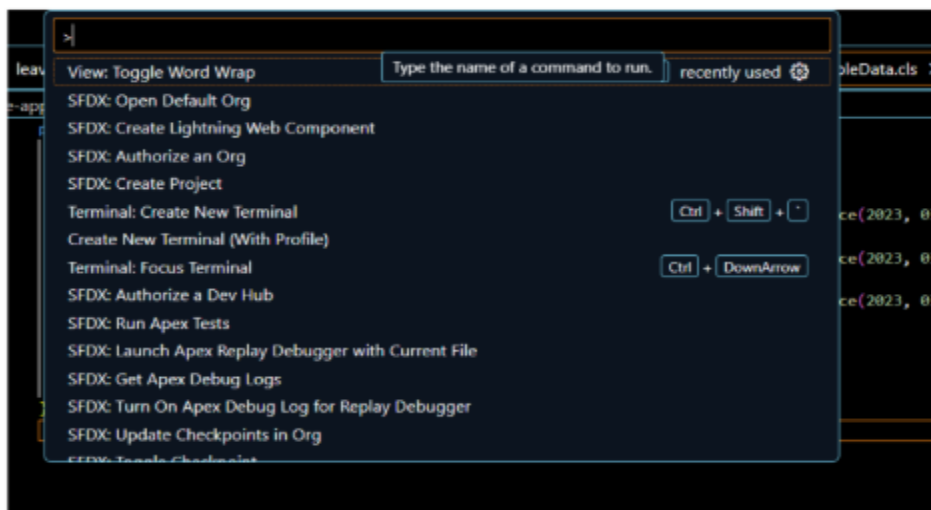 >
leav
View: Toggle Word Wrap
Type the name of a command to run.
recently used
oleData.cls
e-app
SFDX: Open Default Org
SFDX: Create Lightning Web Component
SFDX: Authorize an Org
SFDX: Create Project
Terminal: Create New Terminal Ctrl + Shift + `
ce(2023, 0
Create New Terminal (With Profile)
Terminal: Focus Terminal Ctrl + DownArrow
ce(2023, 0
SFDX: Authorize a Dev Hub
ce(2023, 0
SFDX: Run Apex Tests
SFDX: Launch Apex Replay Debugger with Current File
SFDX: Get Apex Debug Logs
SFDX: Turn On Apex Debug Log for Replay Debugger
SFDX: Update Checkpoints in Org
SFDX: Toggle Checkpoint